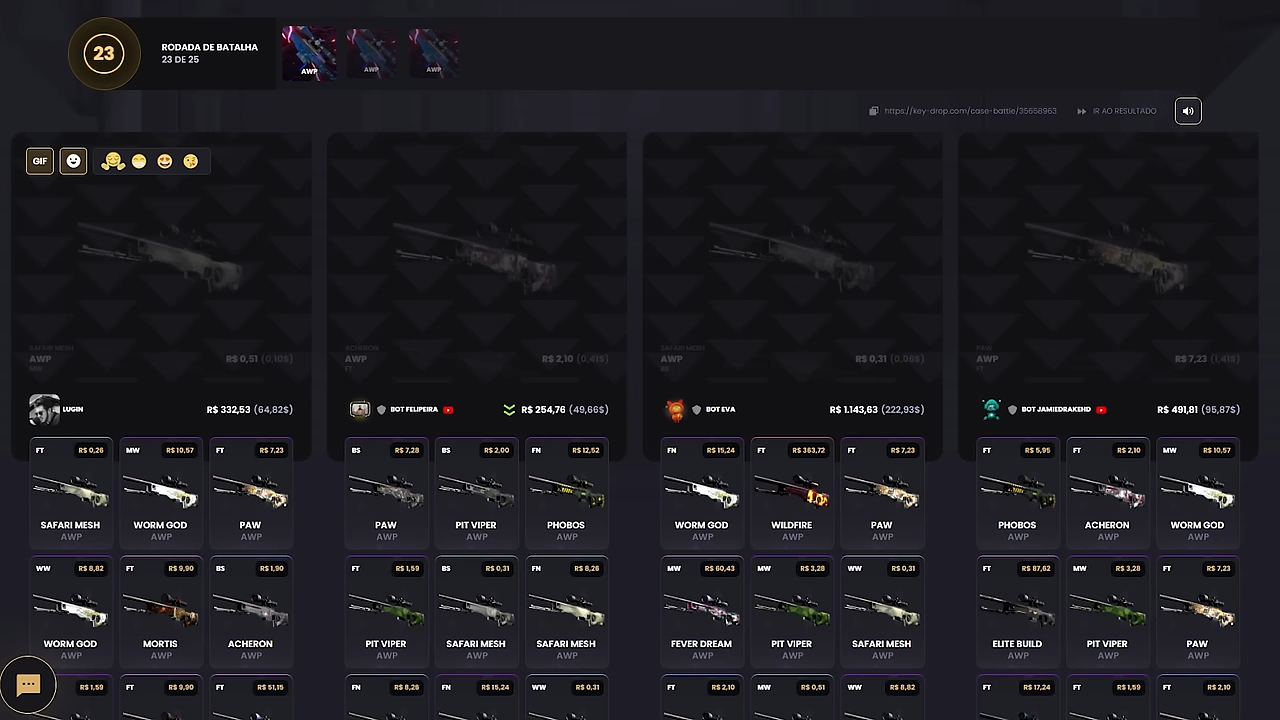 23
RODADA DE BATALHA
23 DE 25
AWP
AWP
AWP
https://key-drop.com/case-battle/35658963
IR AO RESULTADO
GIF
SAFARI MESH
AWP
MW
R$ 0,51 (0,10$)
ACHERON
AWP
FT
R$ 2,10 (0,41$)
SAFARI MESH
AWP
R$ 0,31 (0,06$)
PAW
AWP
FT
R$ 7,23 (1,41$)
LUGIN
R$ 332,53 (64,82$)
BOT FELIPEIRA
R$ 254,76 (49,66$)
BOT EVA
R$ 1.143,63 (222,93$)
BOT JAMIEDRAKEHD
R$ 491,81 (95,87$)
FT R$ 0,26
MW R$ 10,57
FT R$ 7,23
BS R$ 7,28
BS R$ 2,00
FN R$ 12,52
FN R$ 15,24
FT R$ 363,72
FT R$ 7,23
FT R$ 5,95
FT R$ 2,10
MW R$ 10,57
SAFARI MESH
AWP
WORM GOD
AWP
PAW
AWP
PAW
AWP
PIT VIPER
AWP
PHOBOS
AWP
WORM GOD
AWP
WILDFIRE
AWP
PAW
AWP
PHOBOS
AWP
ACHERON
AWP
WORM GOD
AWP
WW R$ 8,82
FT R$ 9,90
BS R$ 1,90
FT R$ 1,59
BS R$ 0,31
FN R$ 8,26
MW R$ 60,43
MW R$ 3,28
WW R$ 0,31
FT R$ 87,62
MW R$ 3,28
FT R$ 7,23
WORM GOD
AWP
MORTIS
AWP
ACHERON
AWP
PIT VIPER
AWP
SAFARI MESH
AWP
SAFARI MESH
AWP
FEVER DREAM
AWP
PIT VIPER
AWP
SAFARI MESH
AWP
ELITE BUILD
AWP
PIT VIPER
AWP
PAW
AWP
R$ 1,59
FT R$ 9,90
FT R$ 51,15
FN R$ 8,26
FN R$ 15,24
WW R$ 0,31
FT R$ 2,10
MW R$ 0,51
WW R$ 8,82
FT R$ 17,24
FT R$ 1,59
FT R$ 2,10